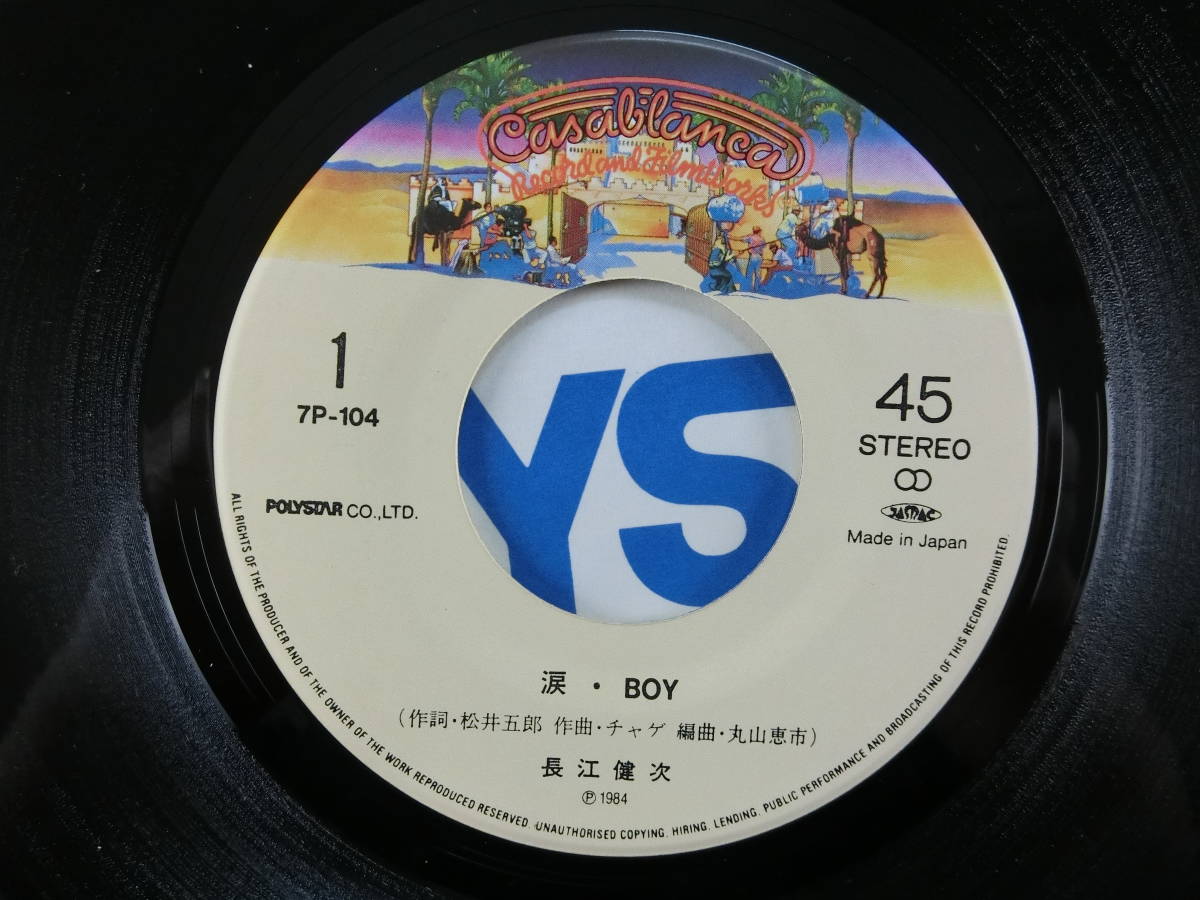 Casablanca
Record and FilmWorks
1
7P-104
POLYSTAR CO.,LTD.
45
STEREO
JASRAC
Made in Japan
YS
涙・BOY
(作詞・松井五郎 作曲・チャゲ 編曲・丸山恵市)
長江健次
Ⓟ1984
ALL RIGHTS OF THE PRODUCER AND OF THE OWNER OF THE WORK REPRODUCED RESERVED. UNAUTHORISED COPYING, HIRING, LENDING, PUBLIC PERFORMANCE AND BROADCASTING OF THIS RECORD PROHIBITED.